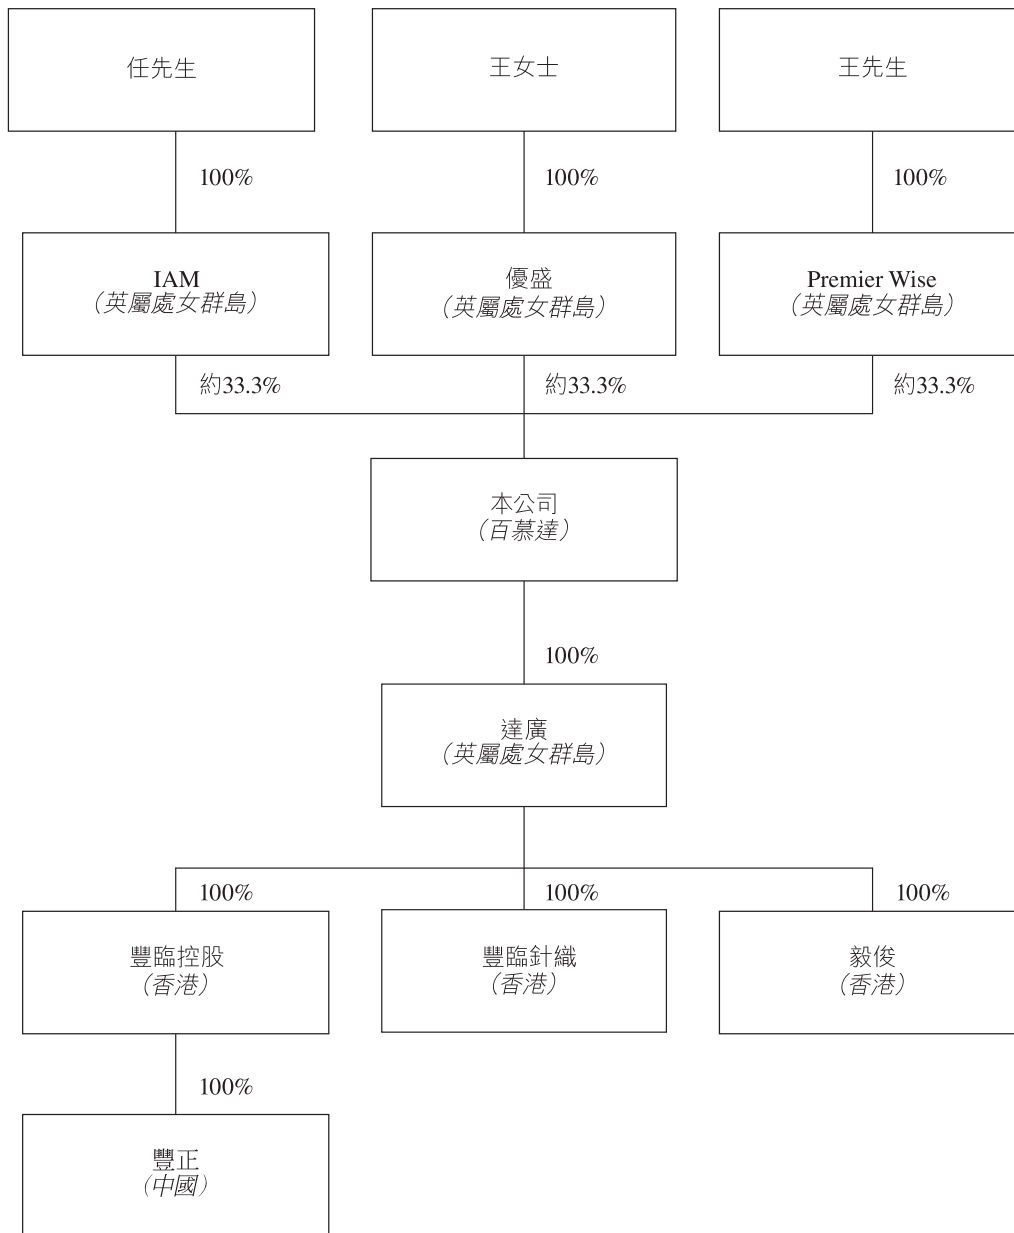 任先生
王女士
王先生
100%
100%
100%
IAM
（英屬處女群島）
優盛
（英屬處女群島）
Premier Wise
（英屬處女群島）
約33.3%
約33.3%
約33.3%
本公司
（百慕達）
100%
達廣
（英屬處女群島）
100%
100%
100%
豐臨控股
（香港）
豐臨針織
（香港）
毅俊
（香港）
100%
豐正
（中國）